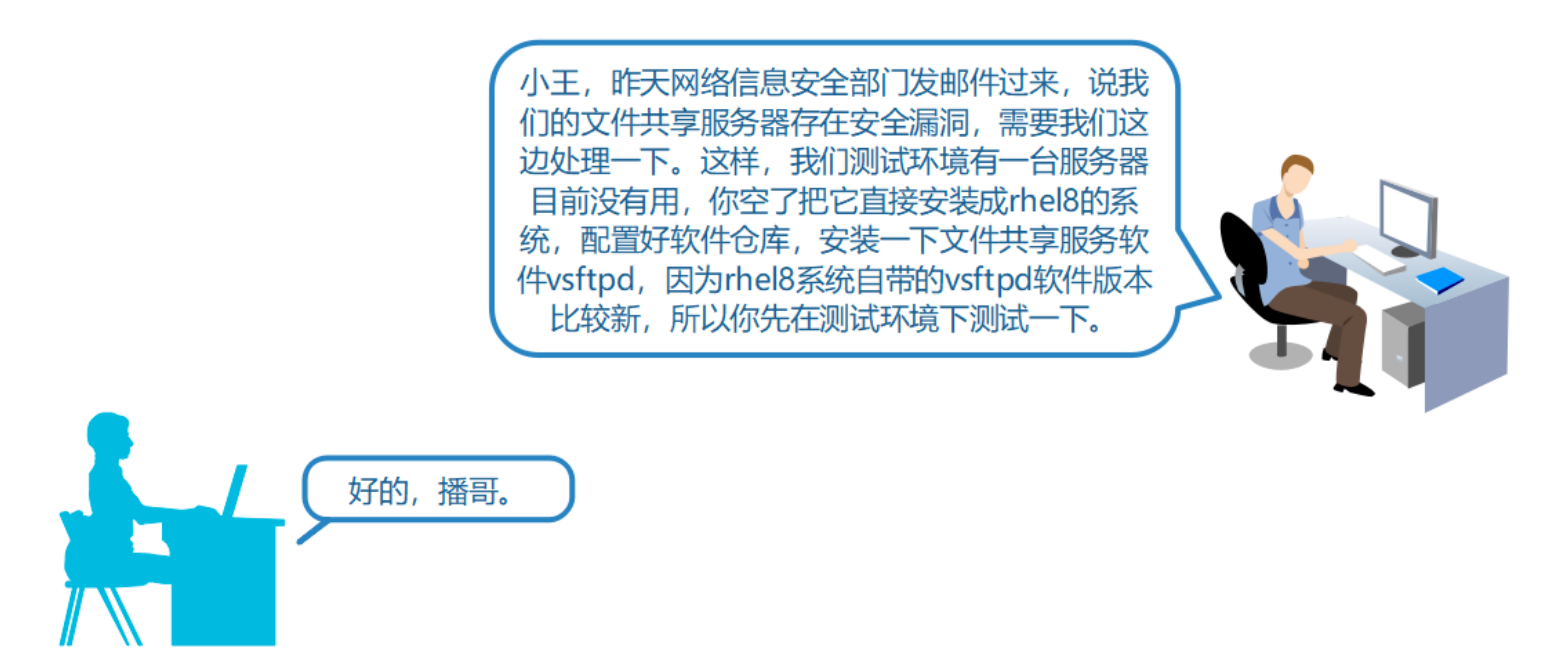 小王，昨天网络信息安全部门发邮件过来，说我
们的文件共享服务器存在安全漏洞，需要我们这
边处理一下。这样，我们测试环境有一台服务器
目前没有用，你空了把它直接安装成rhel8的系
统，配置好软件仓库，安装一下文件共享服务软
件vsftpd，因为rhel8系统自带的vsftpd软件版本
比较新，所以你先在测试环境下测试一下。
好的，播哥。